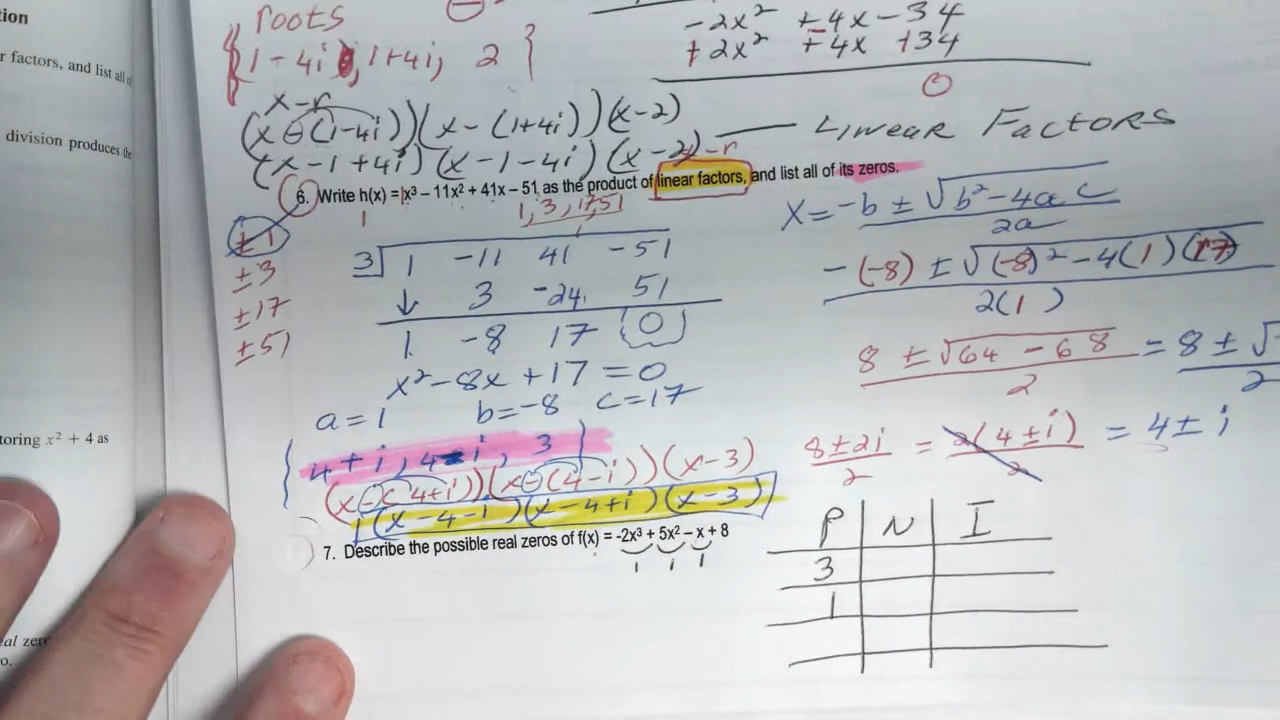 tion
r factors, and list all
division produces the
toring x² + 4 as
eal zero
o.
roots
{1-4i, 1+4i, 2}
-2x² +-4x-34
+2x² +4x +34
0
x-r
(x-(1-4i))(x-(1+4i))(x-2) — Linear Factors
(x-1+4i)(x-1-4i)(x-2)
x-r
6. Write h(x) = x³ – 11x² + 41x – 51 as the product of linear factors, and list all of its zeros.
1
1, 3, 17, 51
±1
±3
±17
±51
3 1 -11 41 -51
↓ 3 -24 51
1 -8 17 0
x²-8x+17=0
a=1 b=-8 c=17
{4+i, 4-i, 3}
(x-(4+i))(x-(4-i))(x-3)
(x-4-i)(x-4+i)(x-3)
x = -b ± √b²-4ac
2a
-(-8) ± √(-8)²-4(1)(17)
2(1)
8 ± √64-68 = 8 ± √-
2 2
8±2i = 2(4±i) = 4±i
2 2
7. Describe the possible real zeros of f(x) = -2x³ + 5x² – x + 8
1 1 1
P N I
3
1